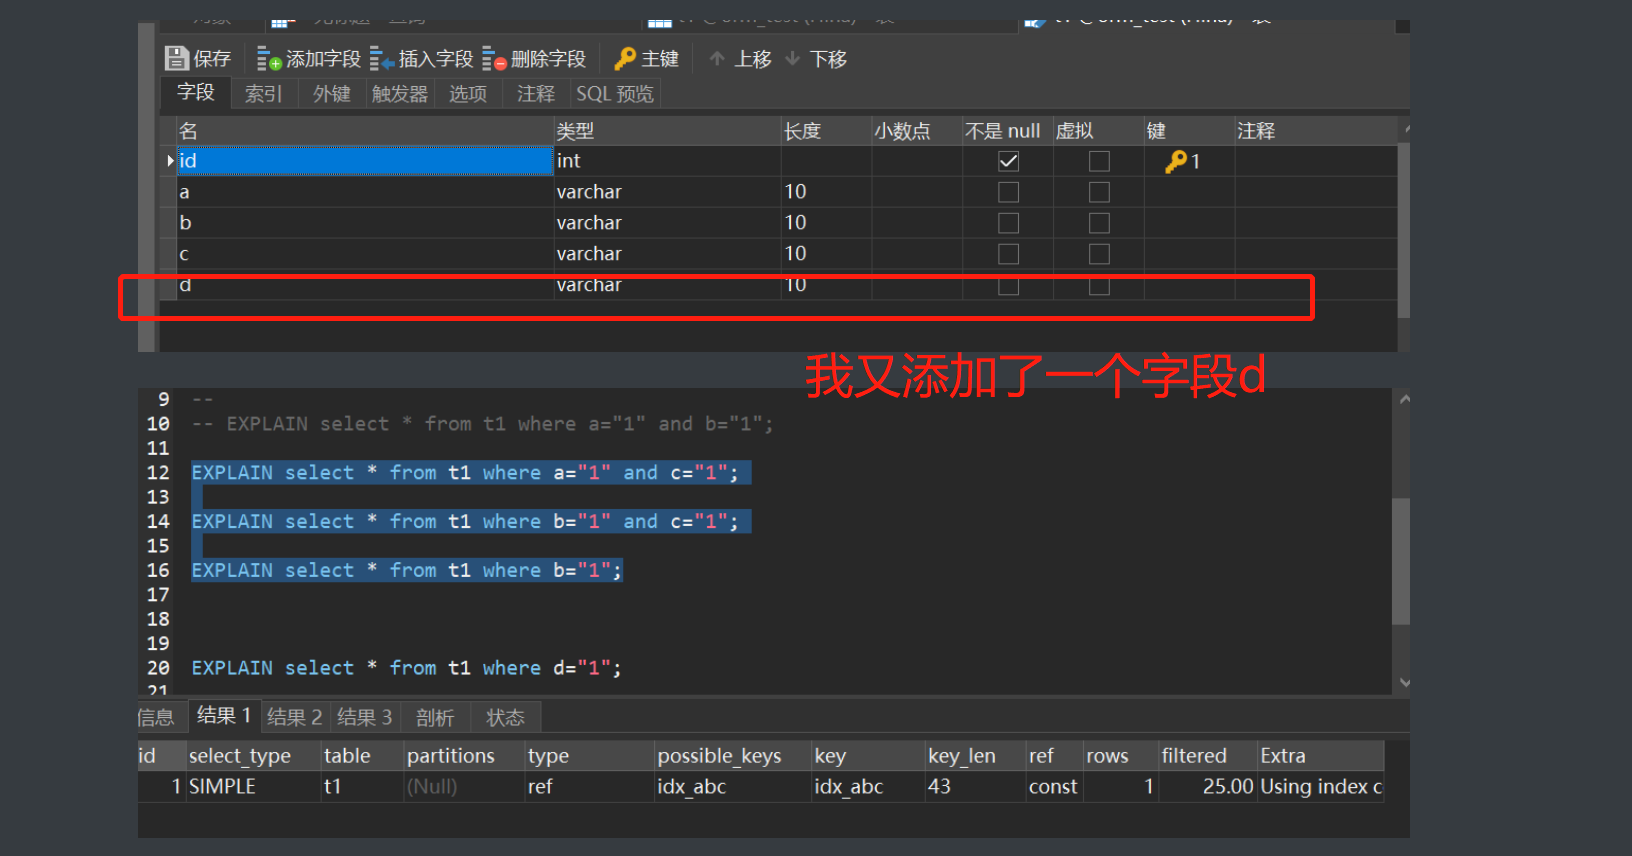 保存 添加字段 插入字段 删除字段 主键 上移 下移
字段 索引 外键 触发器 选项 注释 SQL 预览
名 类型 长度 小数点 不是 null 虚拟 键 注释
id int 1
a varchar 10
b varchar 10
c varchar 10
d varchar 10
我又添加了一个字段d
9 --
10 -- EXPLAIN select * from t1 where a="1" and b="1";
11
12 EXPLAIN select * from t1 where a="1" and c="1";
13
14 EXPLAIN select * from t1 where b="1" and c="1";
15
16 EXPLAIN select * from t1 where b="1";
17
18
19
20 EXPLAIN select * from t1 where d="1";
21
信息 结果 1 结果 2 结果 3 剖析 状态
id select_type table partitions type possible_keys key key_len ref rows filtered Extra
1 SIMPLE t1 (Null) ref idx_abc idx_abc 43 const 1 25.00 Using index c